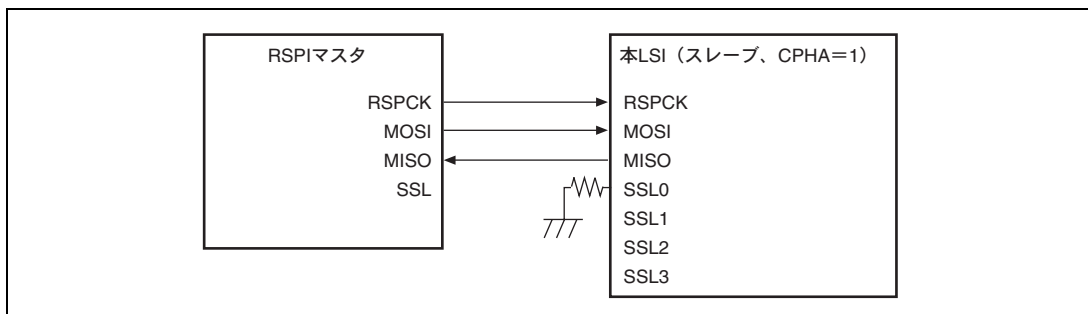 RSPIマスタ
RSPCK
MOSI
MISO
SSL
本LSI（スレーブ、CPHA＝1）
RSPCK
MOSI
MISO
SSL0
SSL1
SSL2
SSL3